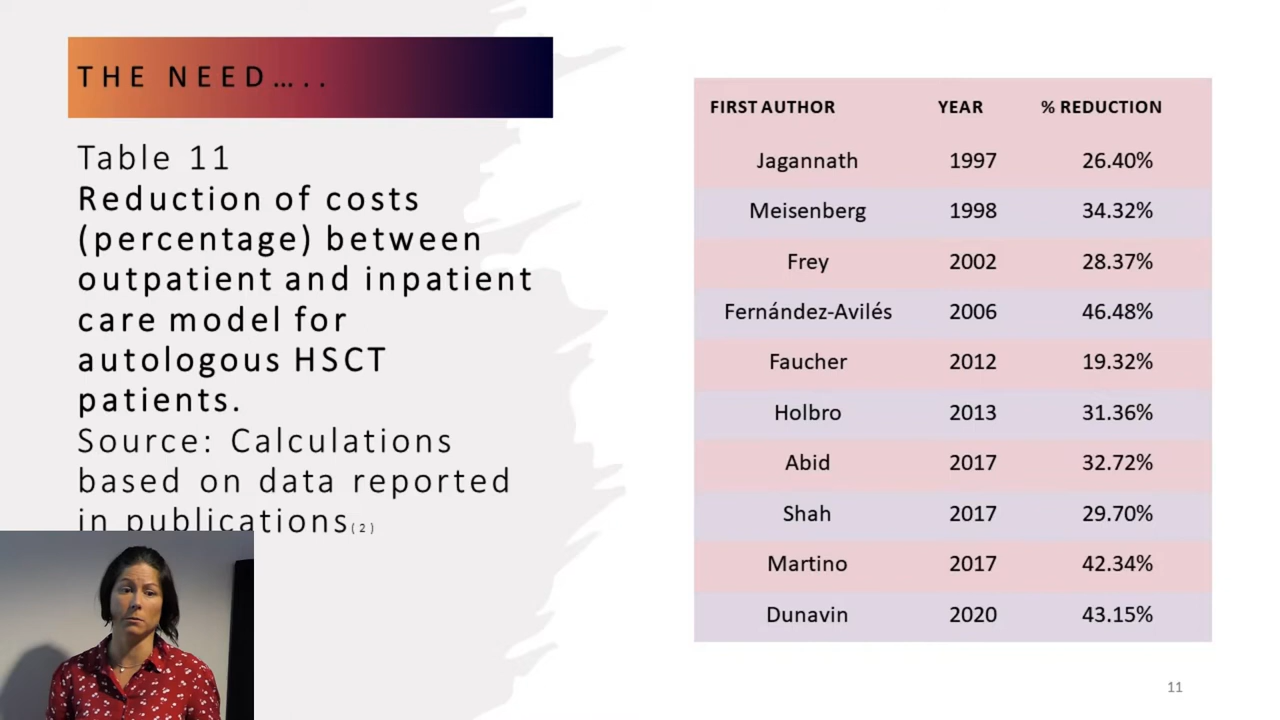 THE NEED…..
Table 11
Reduction of costs
(percentage) between
outpatient and inpatient
care model for
autologous HSCT
patients.
Source: Calculations
based on data reported
in publications(2)
FIRST AUTHOR YEAR % REDUCTION
Jagannath 1997 26.40%
Meisenberg 1998 34.32%
Frey 2002 28.37%
Fernández-Avilés 2006 46.48%
Faucher 2012 19.32%
Holbro 2013 31.36%
Abid 2017 32.72%
Shah 2017 29.70%
Martino 2017 42.34%
Dunavin 2020 43.15%
11